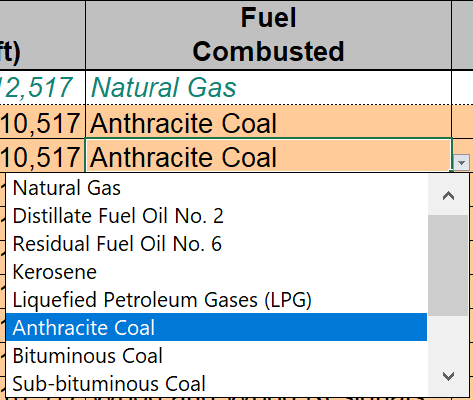 Fuel
ft) Combusted
12,517 Natural Gas
10,517 Anthracite Coal
10,517 Anthracite Coal
Natural Gas
Distillate Fuel Oil No. 2
Residual Fuel Oil No. 6
Kerosene
Liquefied Petroleum Gases (LPG)
Anthracite Coal
Bituminous Coal
Sub-bituminous Coal